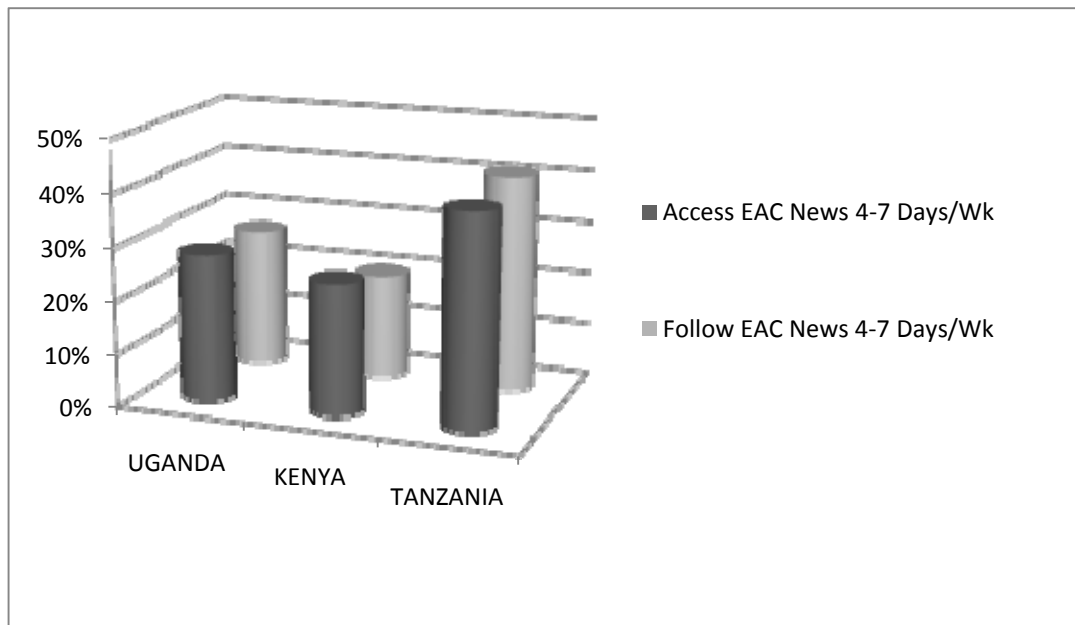 50%
40%
30%
20%
10%
0%
UGANDA
KENYA
TANZANIA
Access EAC News 4-7 Days/Wk
Follow EAC News 4-7 Days/Wk